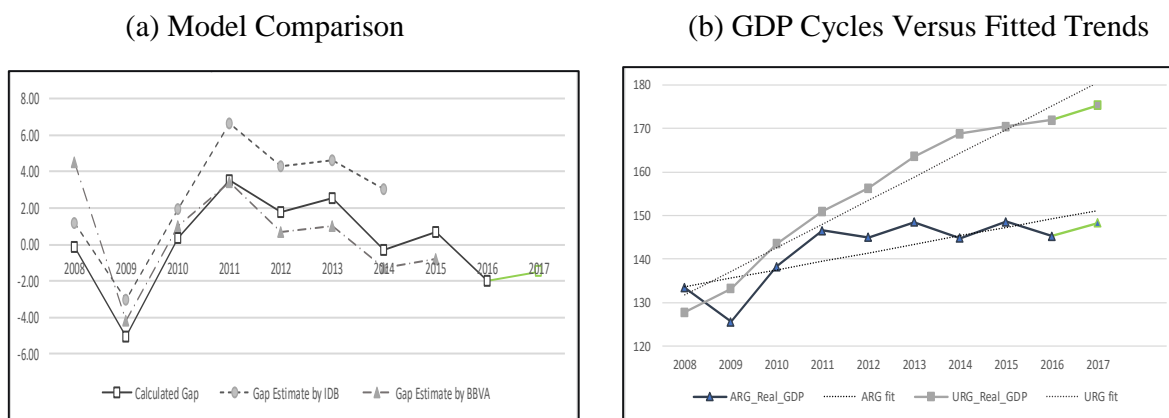 (a) Model Comparison
8.00
6.00
4.00
2.00
0.00
-2.00
-4.00
-6.00
2008 2009 2010 2011 2012 2013 2014 2015 2016 2017
Calculated Gap Gap Estimate by IDB Gap Estimate by BBVA
(b) GDP Cycles Versus Fitted Trends
180
170
160
150
140
130
120
2008 2009 2010 2011 2012 2013 2014 2015 2016 2017
ARG_Real_GDP ARG fit URG_Real_GDP URG fit